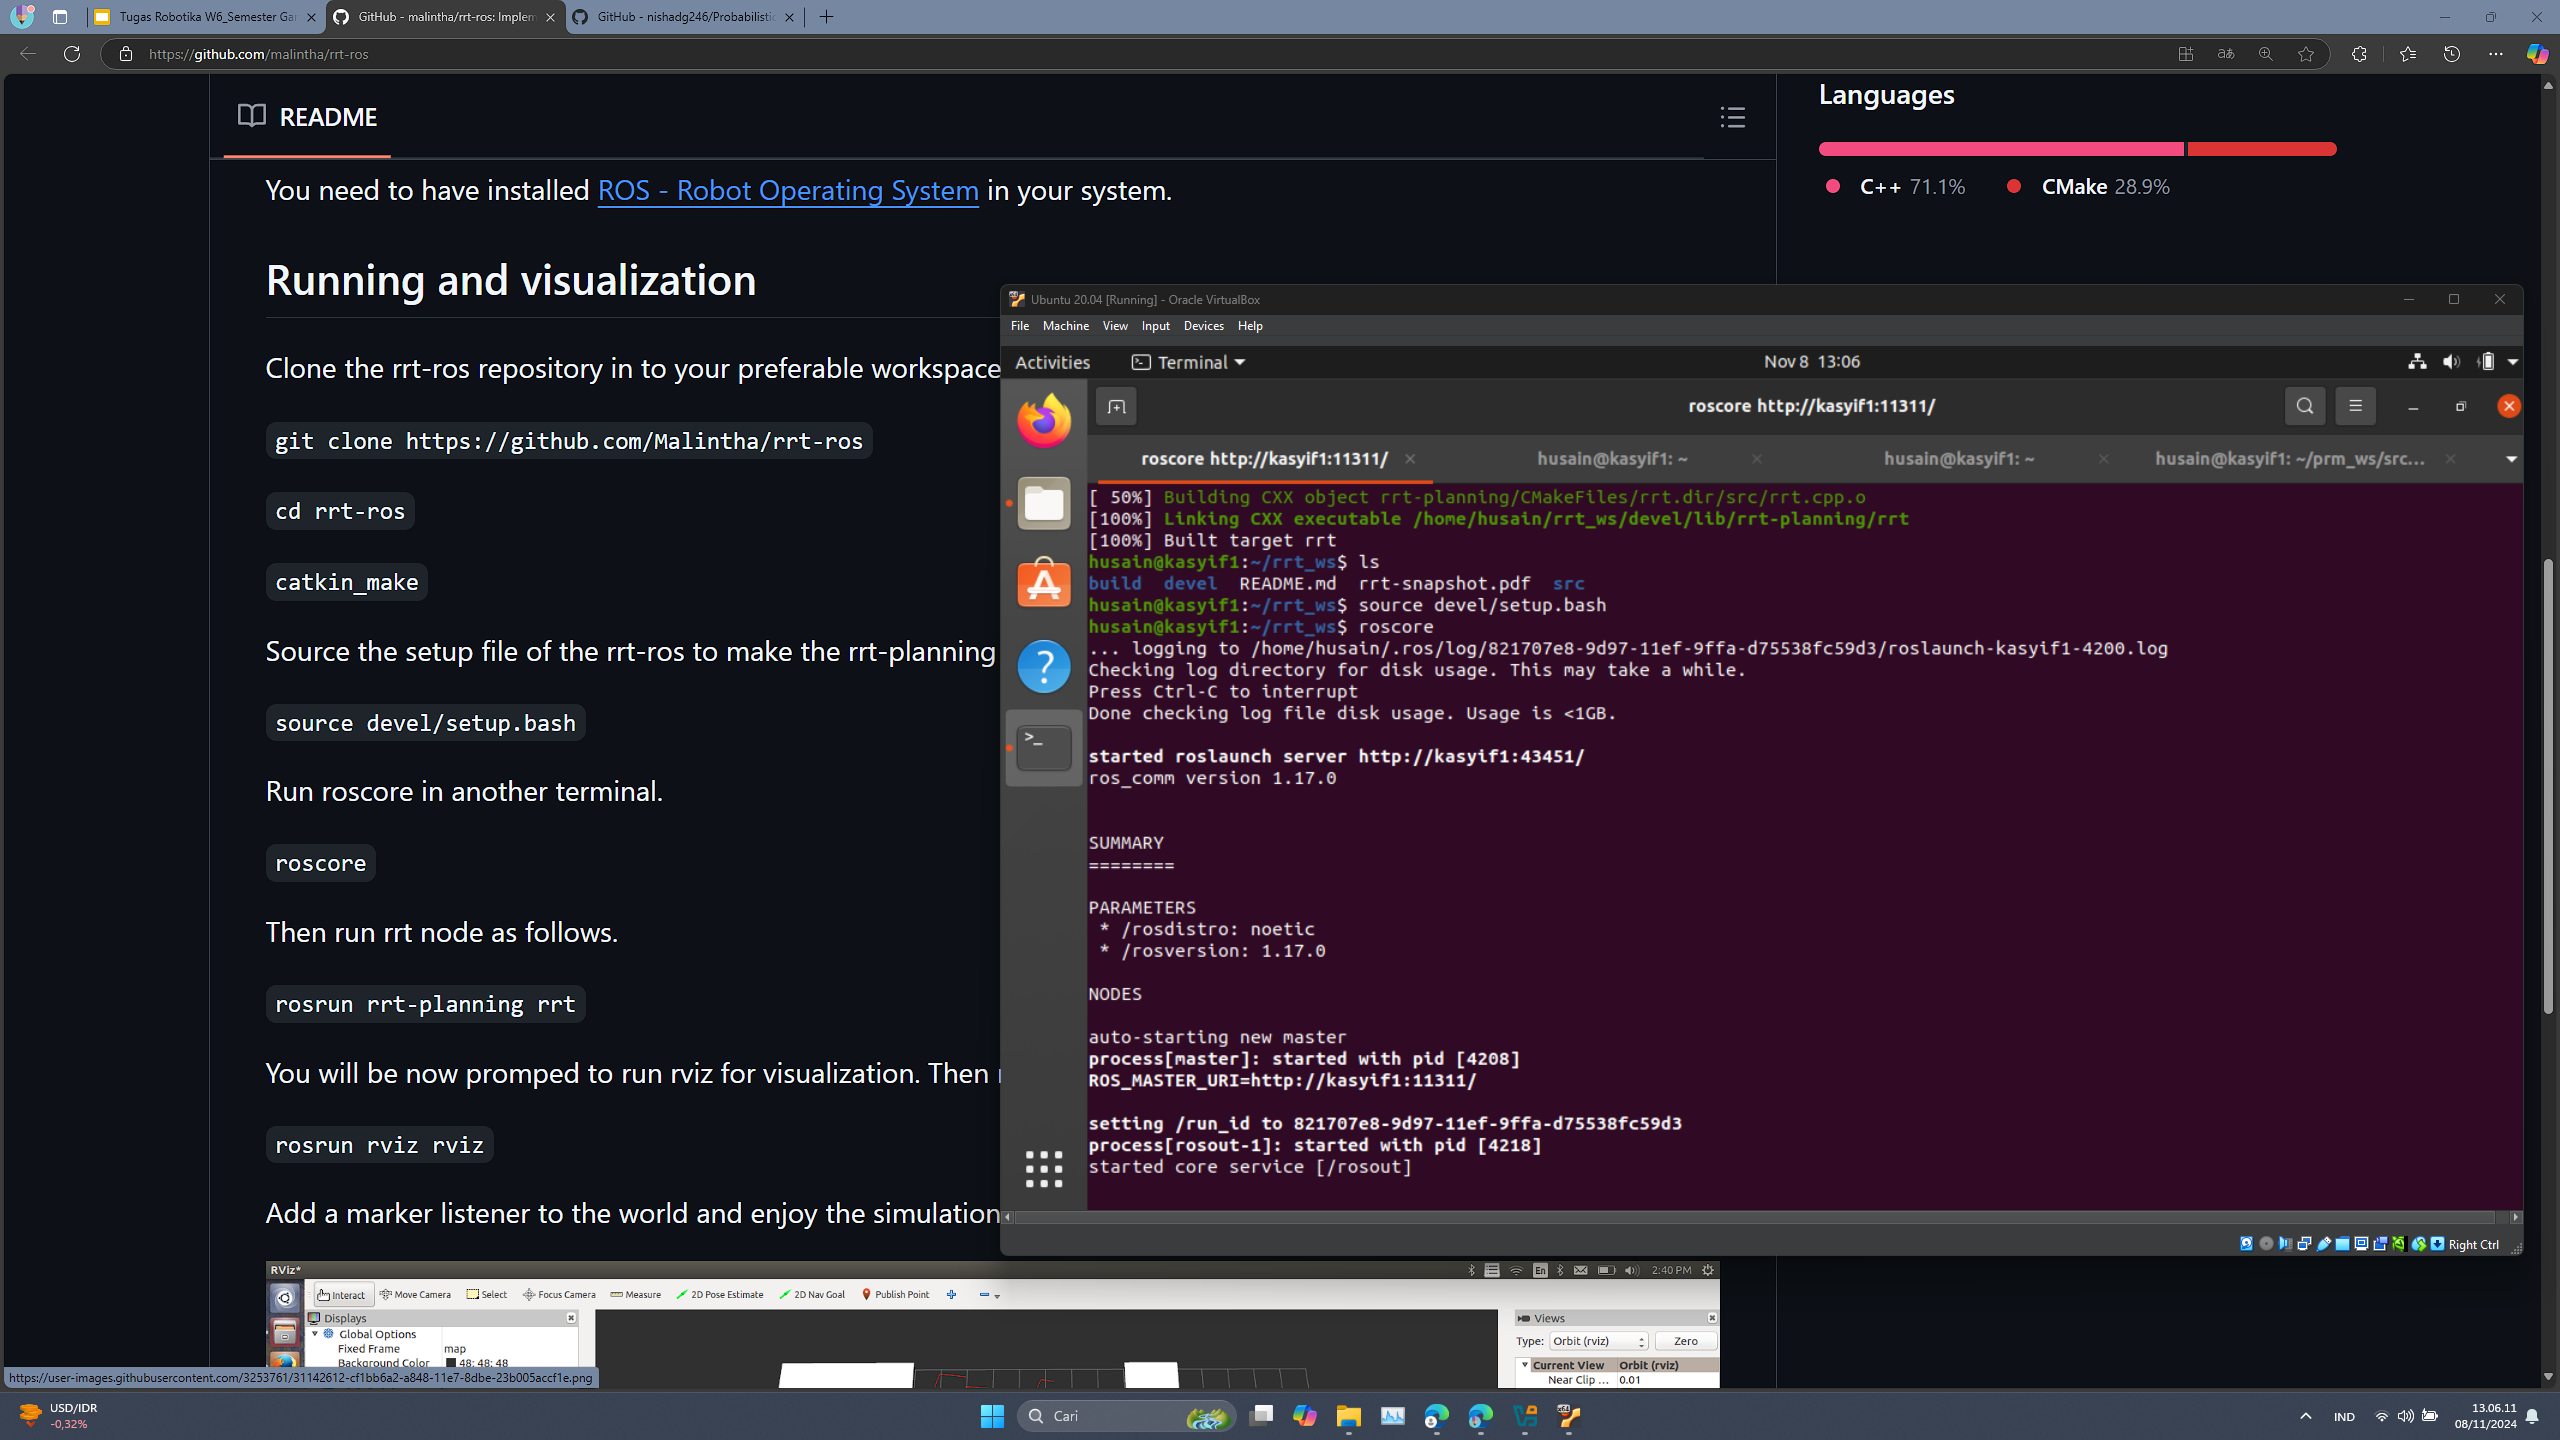 Tugas Robotika W6_Semester Gan
GitHub - malintha/rrt-ros: Implem
GitHub - nishadg246/Probabilistic
https://github.com/malintha/rrt-ros
README
You need to have installed ROS - Robot Operating System in your system.
Running and visualization
Clone the rrt-ros repository in to your preferable workspace
git clone https://github.com/Malintha/rrt-ros
cd rrt-ros
catkin_make
Source the setup file of the rrt-ros to make the rrt-planning
source devel/setup.bash
Run roscore in another terminal.
roscore
Then run rrt node as follows.
rosrun rrt-planning rrt
You will be now promped to run rviz for visualization. Then
rosrun rviz rviz
Add a marker listener to the world and enjoy the simulation
Languages
C++ 71.1%
CMake 28.9%
Ubuntu 20.04 [Running] - Oracle VirtualBox
File Machine View Input Devices Help
Activities
Terminal
Nov 8 13:06
roscore http://kasyif1:11311/
roscore http://kasyif1:11311/
husain@kasyif1: ~
husain@kasyif1: ~
husain@kasyif1: ~/prm_ws/src...
[ 50%] Building CXX object rrt-planning/CMakeFiles/rrt.dir/src/rrt.cpp.o
[100%] Linking CXX executable /home/husain/rrt_ws/devel/lib/rrt-planning/rrt
[100%] Built target rrt
husain@kasyif1:~/rrt_ws$ ls
build devel README.md rrt-snapshot.pdf src
husain@kasyif1:~/rrt_ws$ source devel/setup.bash
husain@kasyif1:~/rrt_ws$ roscore
... logging to /home/husain/.ros/log/821707e8-9d97-11ef-9ffa-d75538fc59d3/roslaunch-kasyif1-4200.log
Checking log directory for disk usage. This may take a while.
Press Ctrl-C to interrupt
Done checking log file disk usage. Usage is <1GB.
started roslaunch server http://kasyif1:43451/
ros_comm version 1.17.0
SUMMARY
========
PARAMETERS
* /rosdistro: noetic
* /rosversion: 1.17.0
NODES
auto-starting new master
process[master]: started with pid [4208]
ROS_MASTER_URI=http://kasyif1:11311/
setting /run_id to 821707e8-9d97-11ef-9ffa-d75538fc59d3
process[rosout-1]: started with pid [4218]
started core service [/rosout]
Right Ctrl
RViz*
En
2:40 PM
Interact
Move Camera
Select
Focus Camera
Measure
2D Pose Estimate
2D Nav Goal
Publish Point
Displays
Global Options
Fixed Frame map
Background Color 48; 48; 48
Views
Type: Orbit (rviz) Zero
Current View Orbit (rviz)
Near Clip ... 0.01
https://user-images.githubusercontent.com/3253761/31142612-cf1bb6a2-a848-11e7-8dbe-23b005accf1e.png
USD/IDR
-0,32%
Cari
IND
13.06.11
08/11/2024